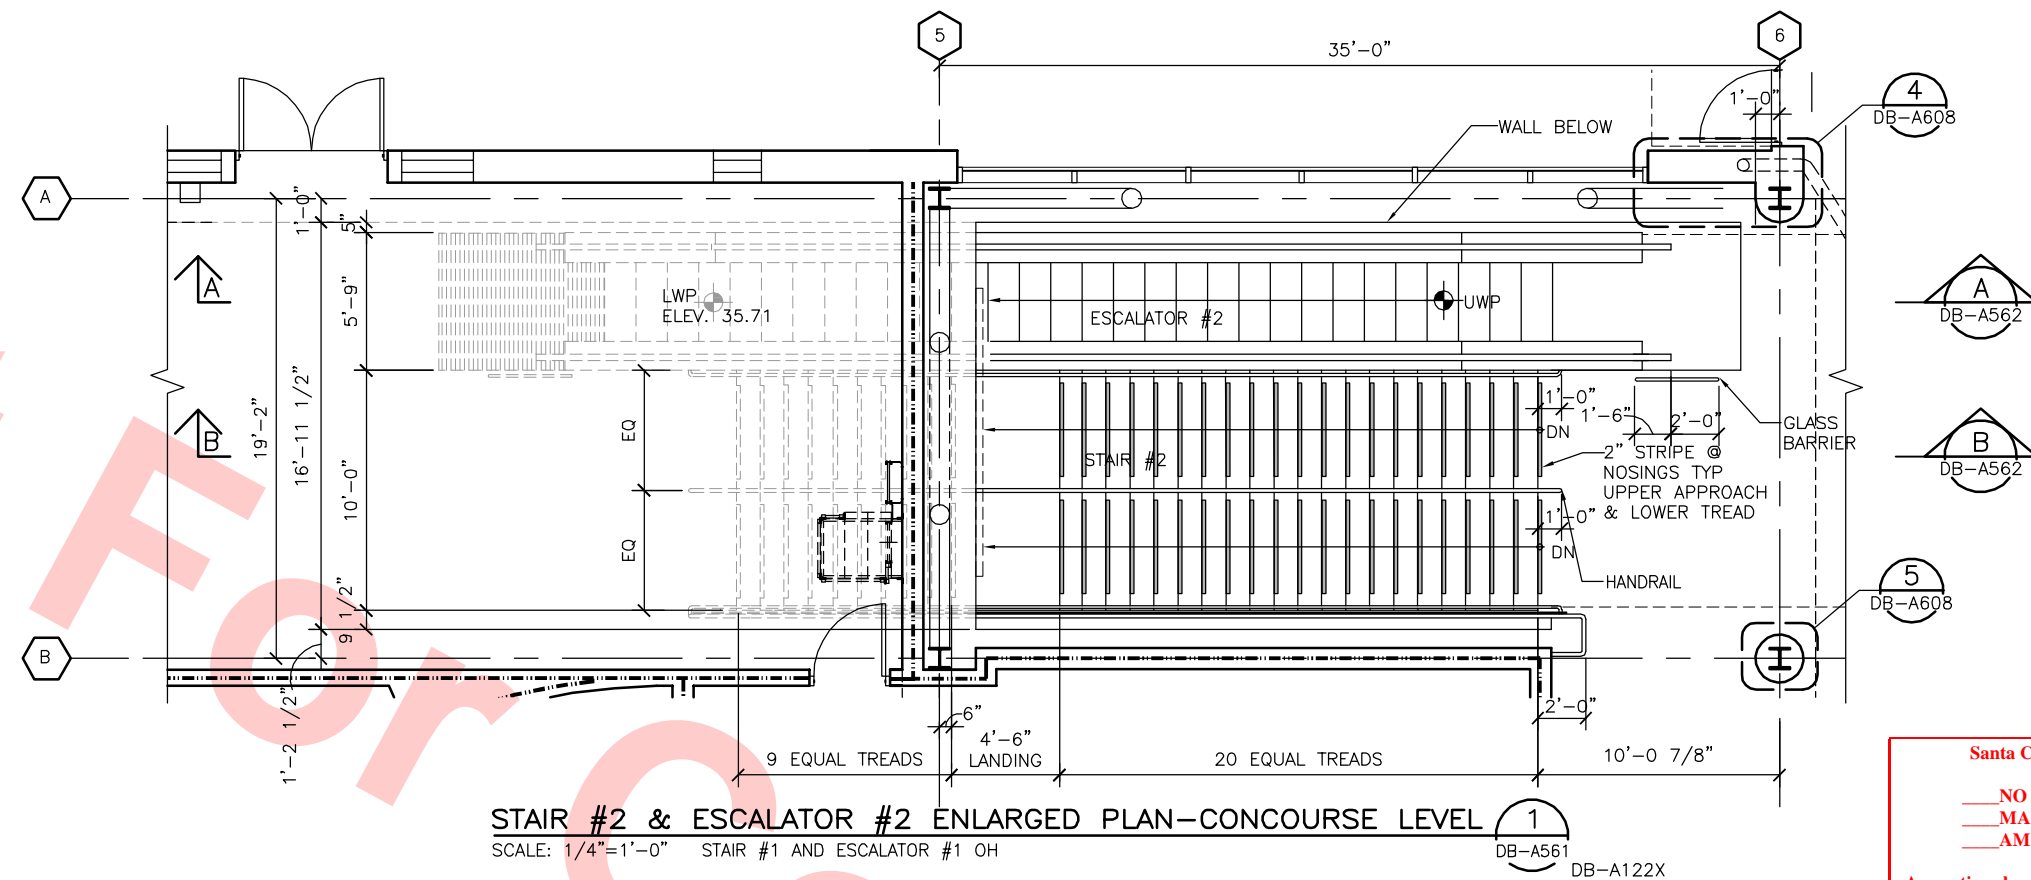 5
6
35'-0"
1'-0"
4
DB-A608
WALL BELOW
A
1'-0"
5"
A
5'-9"
LWP
ELEV. 35.71
UWP
ESCALATOR #2
A
DB-A562
19'-2"
16'-11 1/2"
B
10'-0"
EQ
EQ
STAIR #2
1'-0"
1'-6"
2'-0"
DN
GLASS
BARRIER
2" STRIPE @
NOSINGS TYP
UPPER APPROACH
& LOWER TREAD
B
DB-A562
1'-0"
DN
HANDRAIL
5
DB-A608
9 1/2"
B
1'-2 1/2"
6"
4'-6"
LANDING
2'-0"
9 EQUAL TREADS
20 EQUAL TREADS
10'-0 7/8"
STAIR #2 & ESCALATOR #2 ENLARGED PLAN-CONCOURSE LEVEL
1
DB-A561
SCALE: 1/4"=1'-0" STAIR #1 AND ESCALATOR #1 OH
DB-A122X
Santa C
____NO
____MA
____AM
For